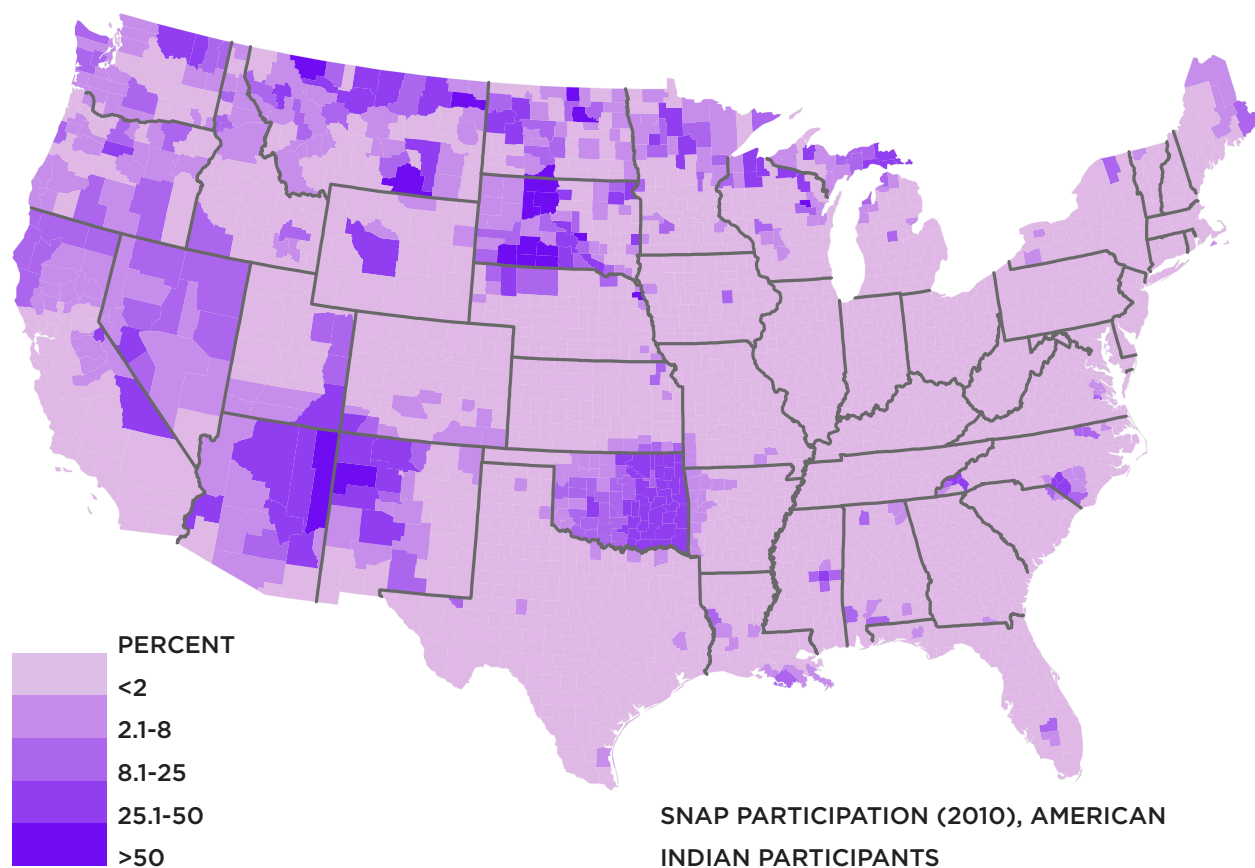 PERCENT
<2
2.1-8
8.1-25
25.1-50
>50
SNAP PARTICIPATION (2010), AMERICAN
INDIAN PARTICIPANTS